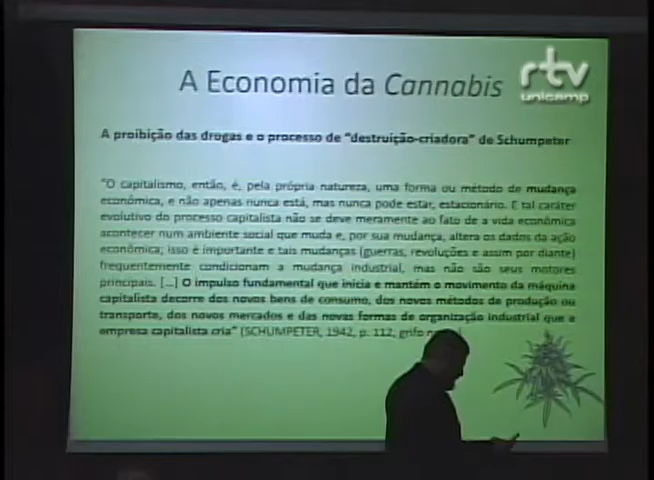 A Economia da Cannabis
rtv
unicamp
A proibição das drogas e o processo de "destruição-criadora" de Schumpeter
"O capitalismo, então, é, pela própria natureza, uma forma ou método de mudança
econômica, e não apenas nunca está, mas nunca pode estar, estacionário. E tal caráter
evolutivo do processo capitalista não se deve meramente ao fato de a vida econômica
acontecer num ambiente social que muda e, por sua mudança, altera os dados da ação
econômica; isso é importante e tais mudanças (guerras, revoluções e assim por diante)
frequentemente condicionam a mudança industrial, mas não são seus motores
principais. [...] O impulso fundamental que inicia e mantém o movimento da máquina
capitalista decorre dos novos bens de consumo, dos novos métodos de produção ou
transporte, dos novos mercados e das novas formas de organização industrial que a
empresa capitalista cria" (SCHUMPETER, 1942, p. 112, grifo